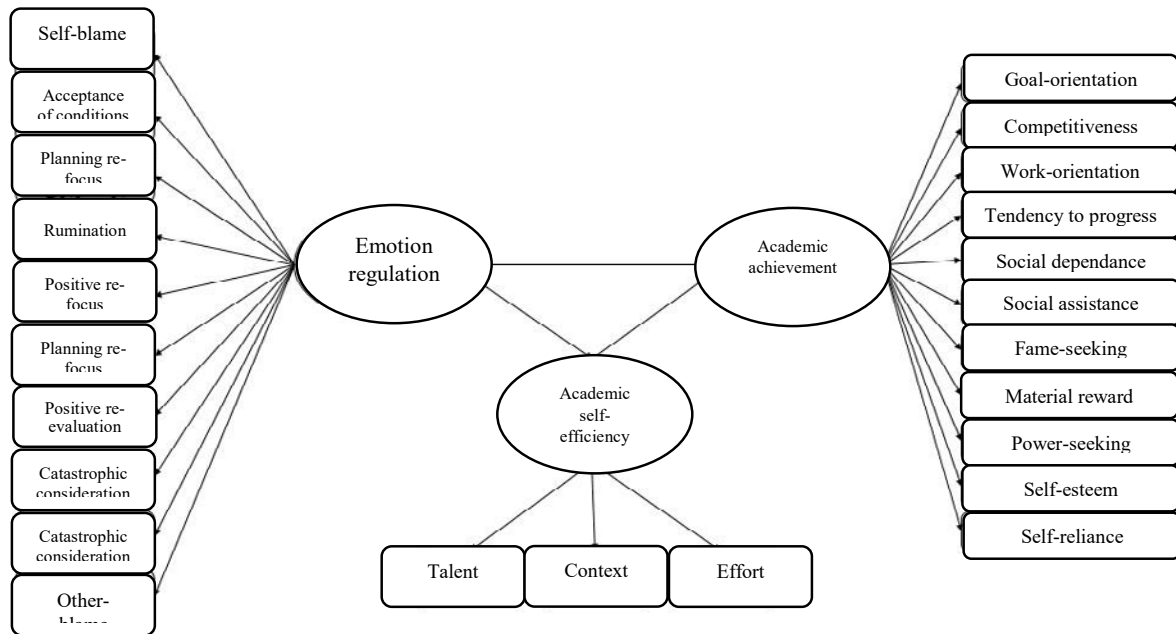 Self-blame
Acceptance
of conditions
Planning re-
focus
Rumination
Positive re-
focus
Planning re-
focus
Positive re-
evaluation
Catastrophic
consideration
Catastrophic
consideration
Other-
blame
Emotion
regulation
Academic
achievement
Academic
self-
efficiency
Talent
Context
Effort
Goal-orientation
Competitiveness
Work-orientation
Tendency to progress
Social dependance
Social assistance
Fame-seeking
Material reward
Power-seeking
Self-esteem
Self-reliance